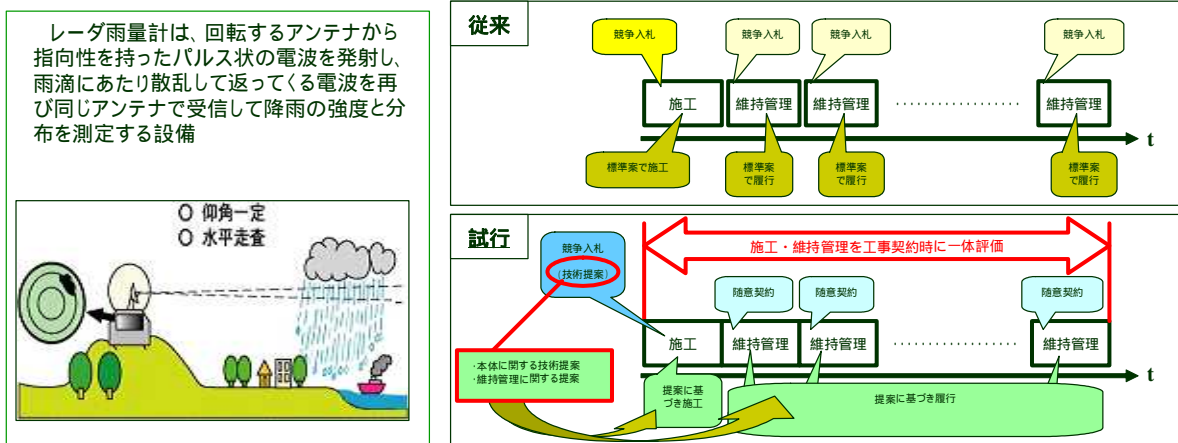 レーダ雨量計は、回転するアンテナから
指向性を持ったパルス状の電波を発射し、
雨滴にあたり散乱して返ってくる電波を再
び同じアンテナで受信して降雨の強度と分
布を測定する設備
○ 仰角一定
○ 水平走査
従来
競争入札
競争入札
競争入札
競争入札
施工
維持管理
維持管理
‥‥‥‥‥‥‥
維持管理
t
標準案で施工
標準案
で履行
標準案
で履行
標準案
で履行
試行
競争入札
(技術提案)
施工・維持管理を工事契約時に一体評価
随意契約
随意契約
随意契約
施工
維持管理
維持管理
‥‥‥‥‥‥‥
維持管理
t
・本体に関する技術提案
・維持管理に関する提案
提案に基
づき施工
提案に基づき履行